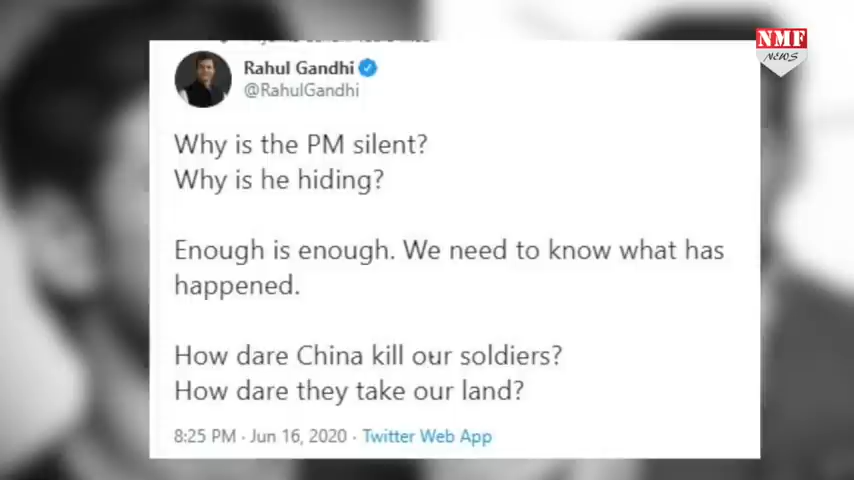 NMF
NEWS
Rahul Gandhi
@RahulGandhi
Why is the PM silent?
Why is he hiding?
Enough is enough. We need to know what has
happened.
How dare China kill our soldiers?
How dare they take our land?
8:25 PM · Jun 16, 2020 · Twitter Web App